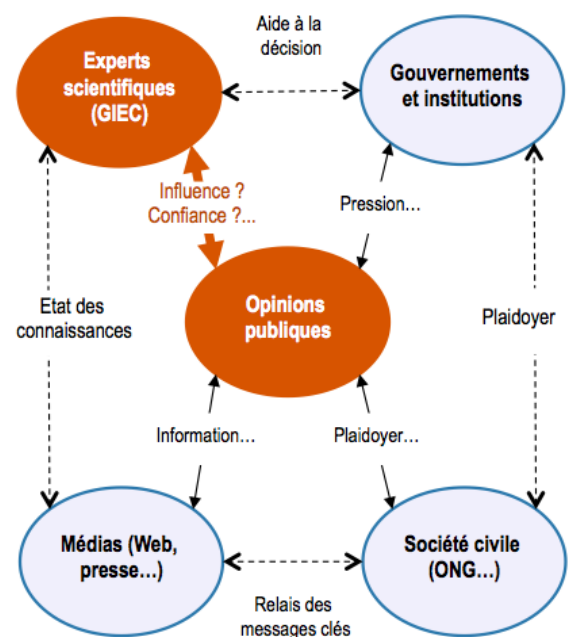 Aide à la
décision
Experts
scientifiques
(GIEC)
Gouvernements
et institutions
Influence ?
Confiance ?...
Pression…
Opinions
publiques
Etat des
connaissances
Plaidoyer
Information…
Plaidoyer…
Médias (Web,
presse…)
Société civile
(ONG…)
Relais des
messages clés